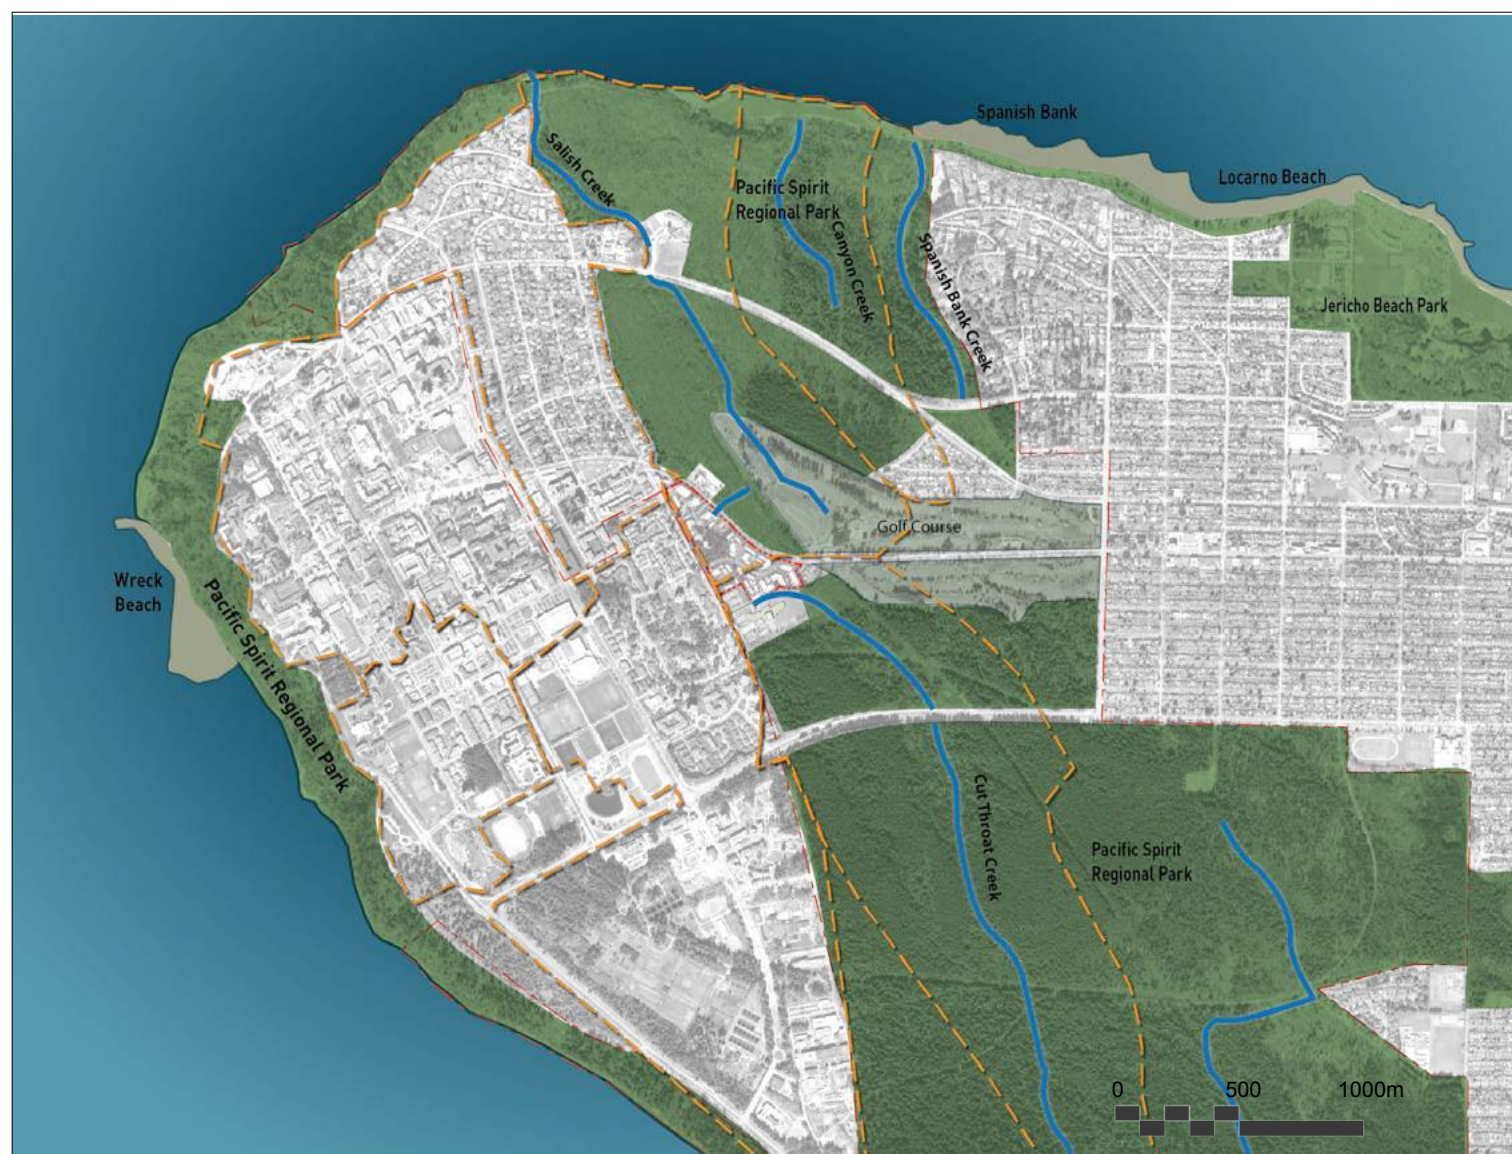 Spanish Bank
Locarno Beach
Salish Creek
Pacific Spirit
Regional Park
Canyon Creek
Spanish Bank Creek
Jericho Beach Park
Golf Course
Wreck
Beach
Pacific Spirit Regional Park
Cut Throat Creek
Pacific Spirit
Regional Park
0 500 1000m